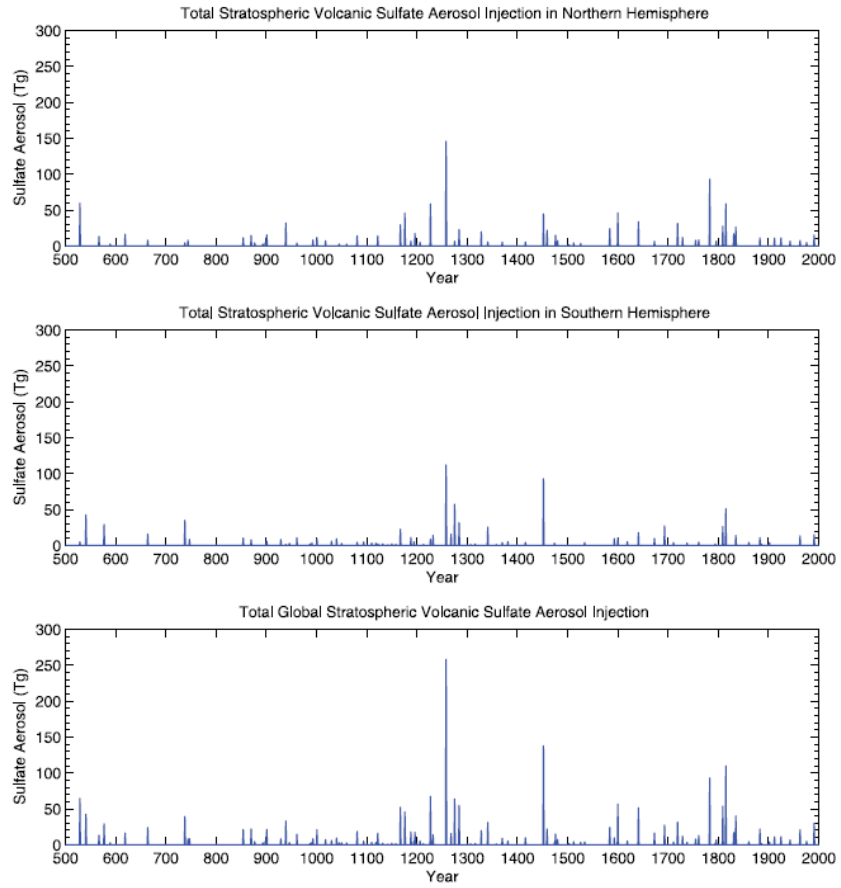 Total Stratospheric Volcanic Sulfate Aerosol Injection in Northern Hemisphere
300
250
200
150
100
50
0
Sulfate Aerosol (Tg)
500 600 700 800 900 1000 1100 1200 1300 1400 1500 1600 1700 1800 1900 2000
Year
Total Stratospheric Volcanic Sulfate Aerosol Injection in Southern Hemisphere
300
250
200
150
100
50
0
Sulfate Aerosol (Tg)
500 600 700 800 900 1000 1100 1200 1300 1400 1500 1600 1700 1800 1900 2000
Year
Total Global Stratospheric Volcanic Sulfate Aerosol Injection
300
250
200
150
100
50
0
Sulfate Aerosol (Tg)
500 600 700 800 900 1000 1100 1200 1300 1400 1500 1600 1700 1800 1900 2000
Year